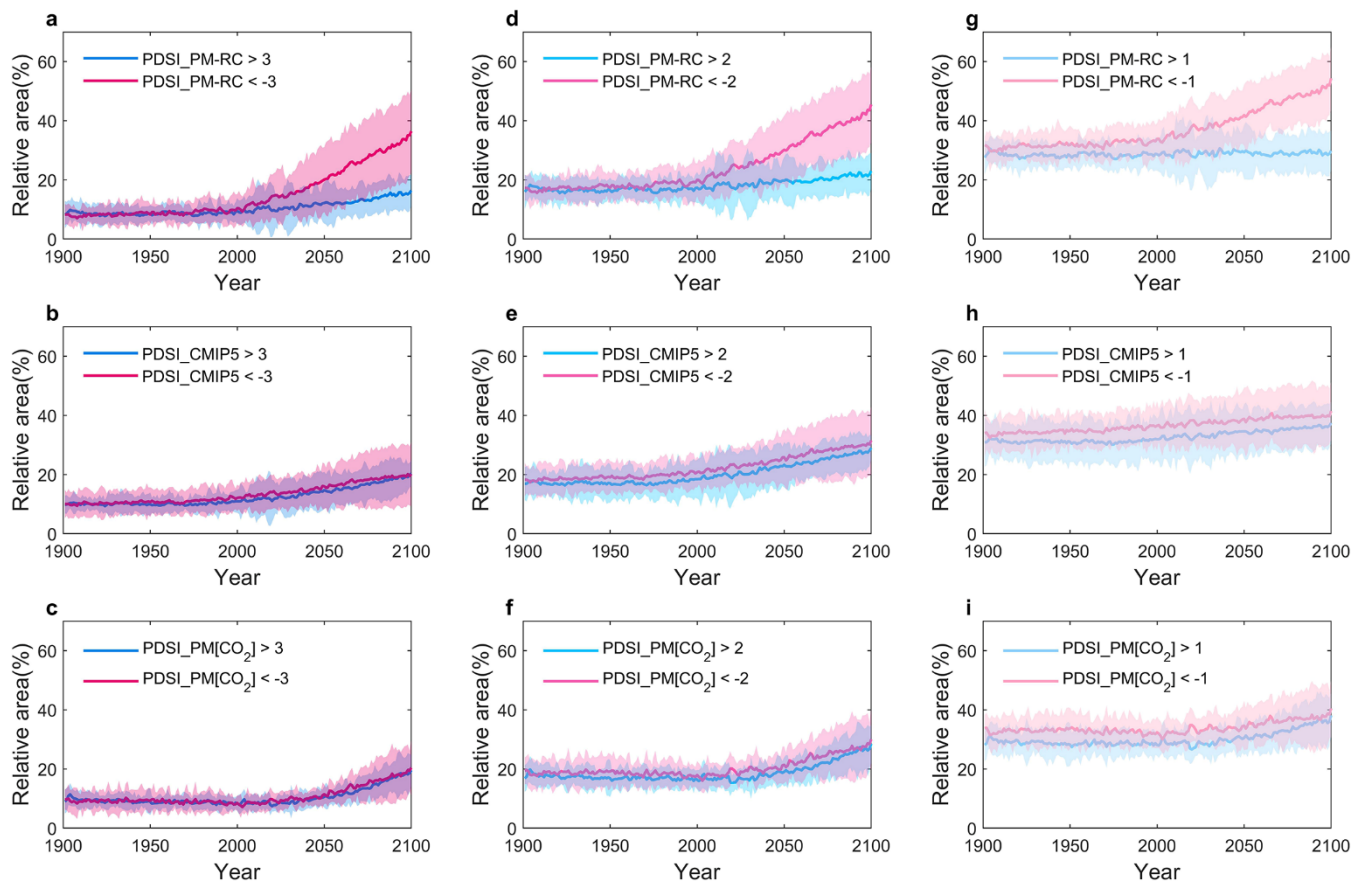 a
PDSI_PM-RC > 3
PDSI_PM-RC < -3
Relative area(%)
60
40
20
0
1900 1950 2000 2050 2100
Year
d
PDSI_PM-RC > 2
PDSI_PM-RC < -2
Relative area(%)
60
40
20
0
1900 1950 2000 2050 2100
Year
g
PDSI_PM-RC > 1
PDSI_PM-RC < -1
Relative area(%)
60
40
20
0
1900 1950 2000 2050 2100
Year
b
PDSI_CMIP5 > 3
PDSI_CMIP5 < -3
Relative area(%)
60
40
20
0
1900 1950 2000 2050 2100
Year
e
PDSI_CMIP5 > 2
PDSI_CMIP5 < -2
Relative area(%)
60
40
20
0
1900 1950 2000 2050 2100
Year
h
PDSI_CMIP5 > 1
PDSI_CMIP5 < -1
Relative area(%)
60
40
20
0
1900 1950 2000 2050 2100
Year
c
PDSI_PM[CO₂] > 3
PDSI_PM[CO₂] < -3
Relative area(%)
60
40
20
0
1900 1950 2000 2050 2100
Year
f
PDSI_PM[CO₂] > 2
PDSI_PM[CO₂] < -2
Relative area(%)
60
40
20
0
1900 1950 2000 2050 2100
Year
i
PDSI_PM[CO₂] > 1
PDSI_PM[CO₂] < -1
Relative area(%)
60
40
20
0
1900 1950 2000 2050 2100
Year